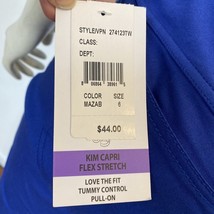 STYLE/VPN 274123TW
CLASS:
DEPT:
COLOR SIZE
MAZAB 6
$44.00
KIM CAPRI
FLEX STRETCH
LOVE THE FIT
TUMMY CONTROL
PULL-ON